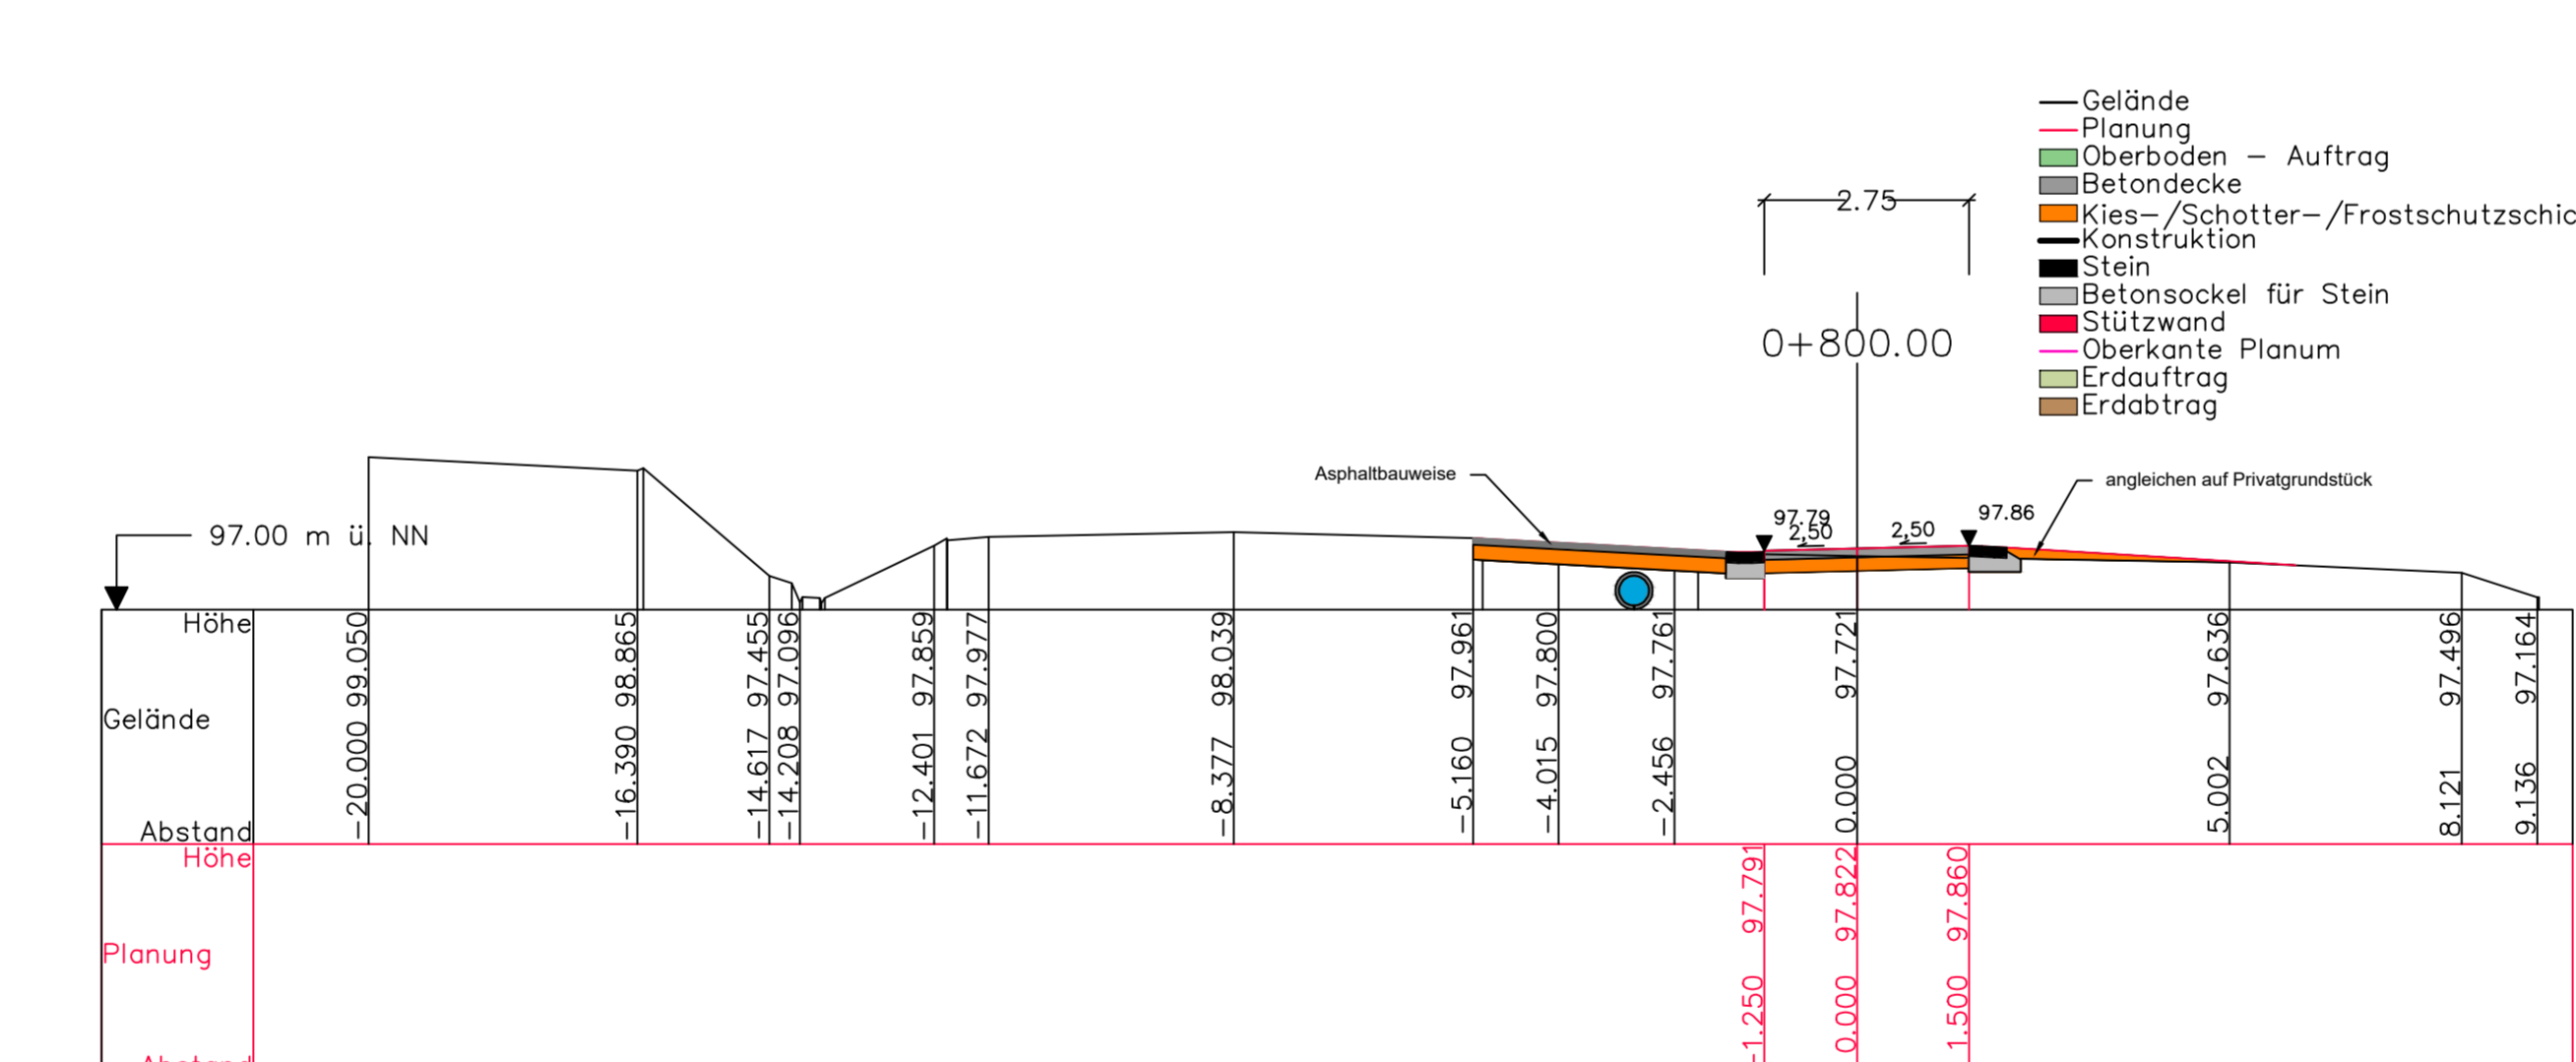 Gelände
Planung
Oberboden – Auftrag
Betondecke
Kies–/Schotter–/Frostschutzschic
Konstruktion
Stein
Betonsockel für Stein
Stützwand
Oberkante Planum
Erdauftrag
Erdabtrag
2.75
0+800.00
Asphaltbauweise
angleichen auf Privatgrundstück
97.79
2,50
2,50
97.86
97.00 m ü. NN
Höhe
Gelände
Abstand
99.050
98.865
97.455
97.096
97.859
97.977
98.039
97.961
97.800
97.761
97.721
97.636
97.496
97.164
–20.000
–16.390
–14.617
–14.208
–12.401
–11.672
–8.377
–5.160
–4.015
–2.456
0.000
5.002
8.121
9.136
Höhe
Planung
Abstand
97.791
97.822
97.860
–1.250
0.000
1.500